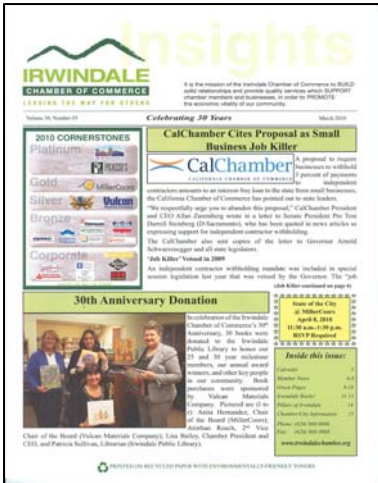 Insights
IRWINDALE
CHAMBER OF COMMERCE
LEADING THE WAY FOR OTHERS
It is the mission of the Irwindale Chamber of Commerce to BUILD
solid relationships and provide quality services which SUPPORT
chamber members and businesses, in order to PROMOTE
the economic vitality of our community.
Celebrating 30 Years
March 2010
2010 CORNERSTONES
Platinum
Gold
MillerCoors
Silver
Vulcan
Bronze
Corporate
CalChamber Cites Proposal as Small
Business Job Killer
CalChamber
CALIFORNIA CHAMBER OF COMMERCE
A proposal to require
businesses to withhold
3 percent of payments
to independent
contractors amounts to an interest-free loan to the state from small businesses,
the California Chamber of Commerce has pointed out to state leaders.
"We respectfully urge you to abandon this proposal," CalChamber President
and CEO Allan Zaremberg wrote in a letter to Senate President Pro Tem
Darrell Steinberg (D-Sacramento), who has been quoted in news articles as
expressing support for independent contractor withholding.
The CalChamber also sent copies of the letter to Governor Arnold
Schwarzenegger and all state legislators.
'Job Killer' Vetoed in 2009
An independent contractor withholding mandate was included in special
session legislation last year that was vetoed by the Governor. The "job
(Job Killer continued on page 6)
30th Anniversary Donation
In celebration of the Irwindale
Chamber of Commerce's 30th
Anniversary, 30 books were
donated to the Irwindale
Public Library to honor our
25 and 30 year milestone
members, our annual award
winners, and other key people
in our community. Book
purchases were sponsored
by Vulcan Materials
Company. Pictured are (l to
r): Anita Hernandez, Chair
of the Board (MillerCoors),
2nd Vice
Chair of the Board (Vulcan Materials Company); Lisa Bailey, Chamber President and
CEO, and Patricia Sullivan, Librarian (Irwindale Public Library).
State of the City
@ MillerCoors
April 8, 2010
11:30 a.m.-1:30 p.m.
RSVP Required
Inside this issue:
Calendar
Member News
Green Pages
Irwindale Rocks!
Pillars of Irwindale
Chamber/City Information
Phone:
Fax:
www.irwindalechamber.org
PRINTED ON RECYCLED PAPER WITH ENVIRONMENTALLY-FRIENDLY TONERS